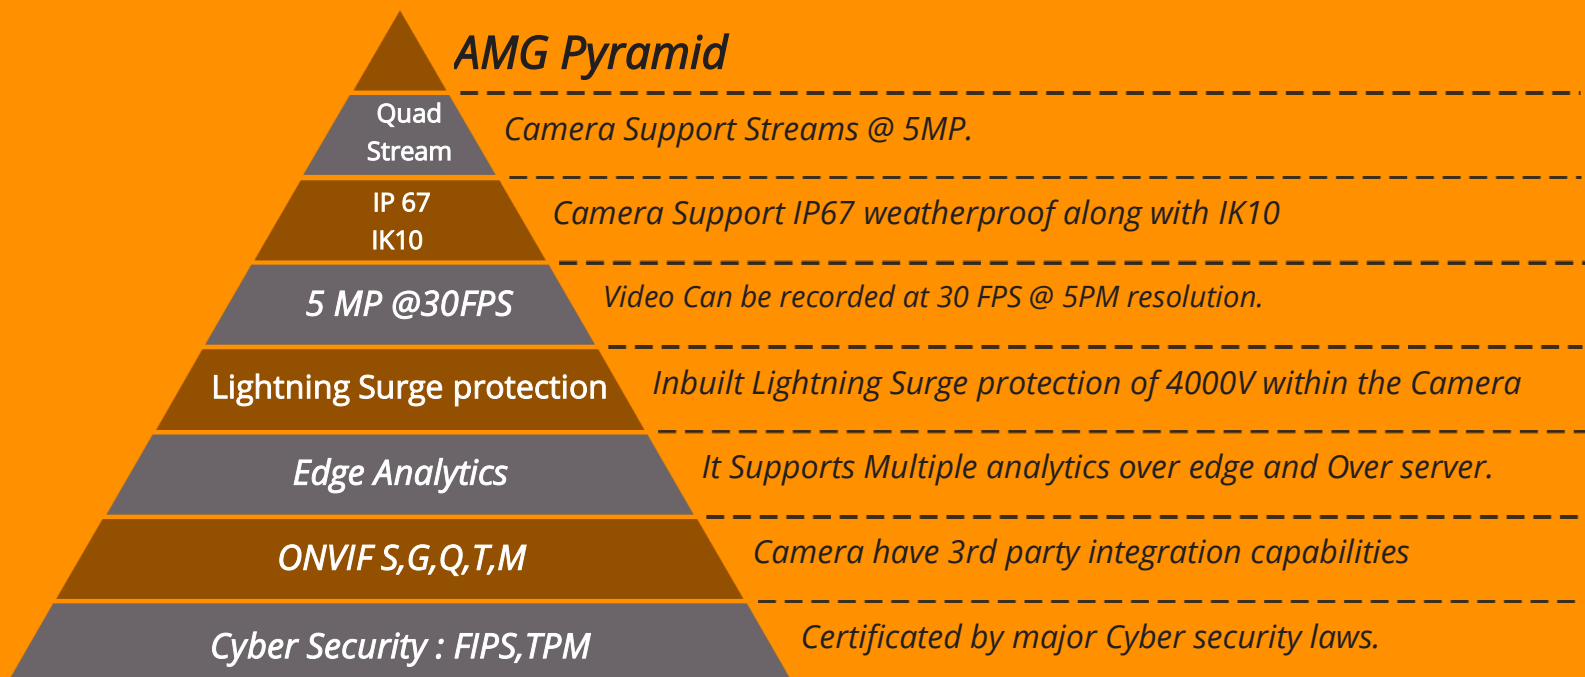 AMG Pyramid
Quad
Stream
Camera Support Streams @ 5MP.
IP 67
IK10
Camera Support IP67 weatherproof along with IK10
5 MP @30FPS
Video Can be recorded at 30 FPS @ 5PM resolution.
Lightning Surge protection
Inbuilt Lightning Surge protection of 4000V within the Camera
Edge Analytics
It Supports Multiple analytics over edge and Over server.
ONVIF S,G,Q,T,M
Camera have 3rd party integration capabilities
Cyber Security : FIPS,TPM
Certificated by major Cyber security laws.